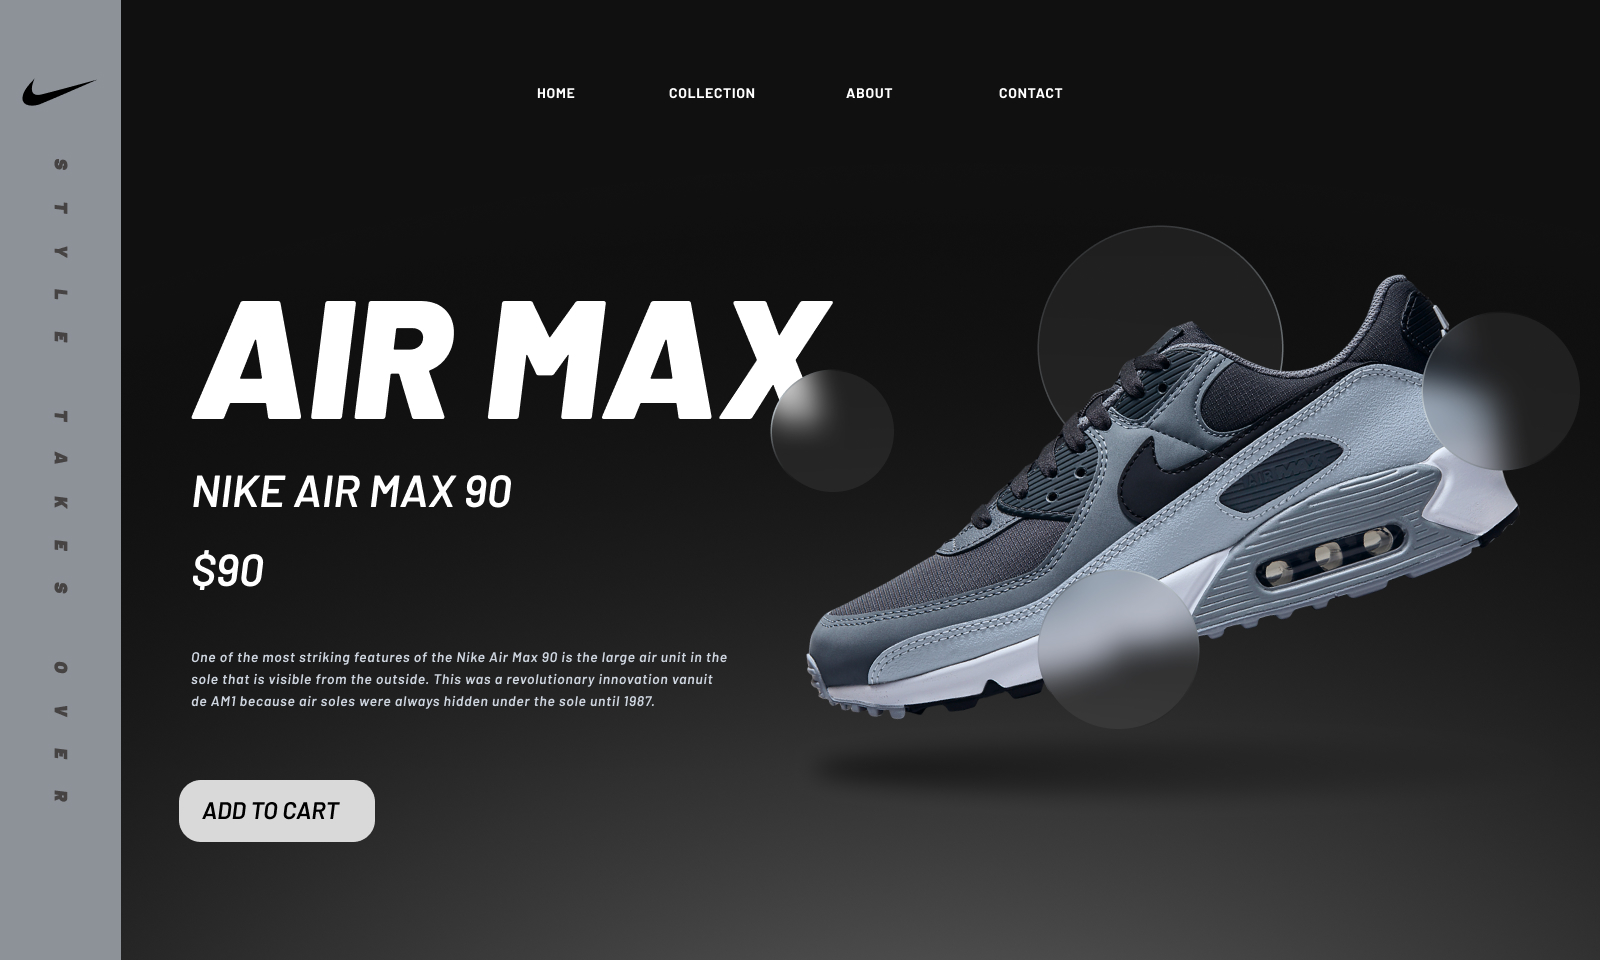 HOME COLLECTION ABOUT CONTACT
STYLE TAKES OVER
AIR MAX
NIKE AIR MAX 90
$90
One of the most striking features of the Nike Air Max 90 is the large air unit in the
sole that is visible from the outside. This was a revolutionary innovation vanuit
de AM1 because air soles were always hidden under the sole until 1987.
ADD TO CART
AIR MAX